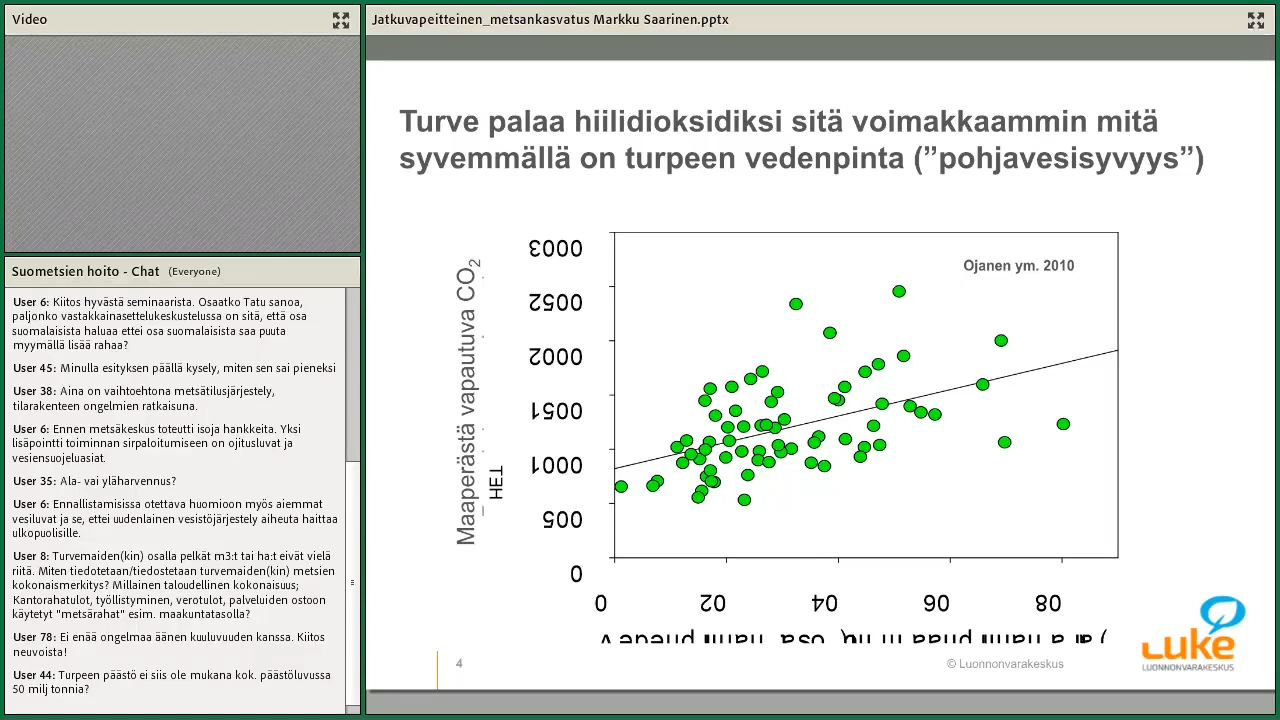 Video
Jatkuvapeitteinen_metsankasvatus Markku Saarinen.pptx
Turve palaa hiilidioksidiksi sitä voimakkaammin mitä
syvemmällä on turpeen vedenpinta (”pohjavesisyvyys”)
Maaperästä vapautuva CO2
HET
3000
2500
2000
1500
1000
500
0
Ojanen ym. 2010
0
20
40
60
80
4
© Luonnonvarakeskus
Luke
LUONNONVARAKESKUS
Suometsien hoito - Chat (Everyone)
User 6: Kiitos hyvästä seminaarista. Osaatko Tatu sanoa,
paljonko vastakkainasettelukeskustelussa on sitä, että osa
suomalaisista haluaa ettei osa suomalaisista saa puuta
myymällä lisää rahaa?
User 45: Minulla esityksen päällä kysely, miten sen sai pieneksi
User 38: Aina on vaihtoehtona metsätilusjärjestely,
tilarakenteen ongelmien ratkaisuna.
User 6: Ennen metsäkeskus toteutti isoja hankkeita. Yksi
lisäpointti toiminnan sirpaloitumiseen on ojitusluvat ja
vesiensuojeluasiat.
User 35: Ala- vai yläharvennus?
User 6: Ennallistamisissa otettava huomioon myös aiemmat
vesiluvat ja se, ettei uudenlainen vesistöjärjestely aiheuta haittaa
ulkopuolisille.
User 8: Turvemaiden(kin) osalla pelkät m3:t tai ha:t eivät vielä
riitä. Miten tiedotetaan/tiedostetaan turvemaiden(kin) metsien
kokonaismerkitys? Millainen taloudellinen kokonaisuus;
Kantorahatulot, työllistyminen, verotulot, palveluiden ostoon
käytetyt "metsärahat" esim. maakuntatasolla?
User 78: Ei enää ongelmaa äänen kuuluvuuden kanssa. Kiitos
neuvoista!
User 44: Turpeen päästö ei siis ole mukana kok. päästöluvussa
50 milj tonnia?